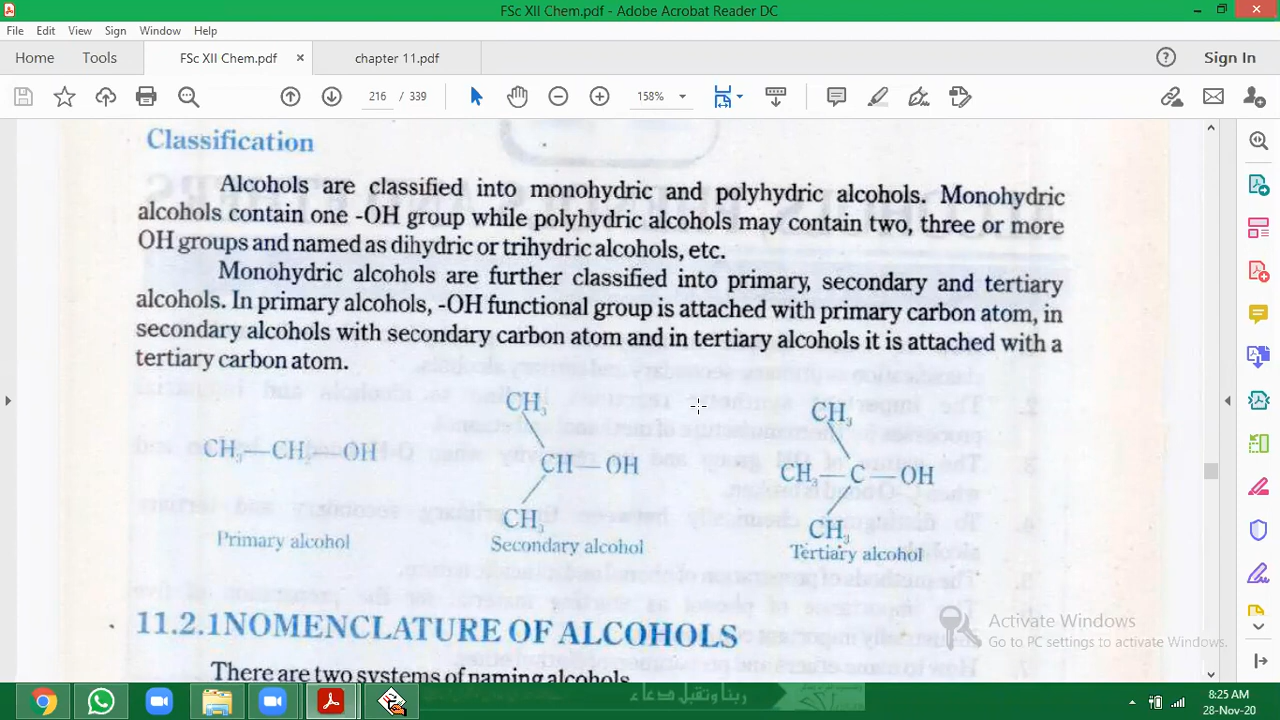 FSc XII Chem.pdf - Adobe Acrobat Reader DC
File Edit View Sign Window Help
Home Tools FSc XII Chem.pdf × chapter 11.pdf Sign In
216 / 339 158%
Classification
Alcohols are classified into monohydric and polyhydric alcohols. Monohydric
alcohols contain one -OH group while polyhydric alcohols may contain two, three or more
OH groups and named as dihydric or trihydric alcohols, etc.
Monohydric alcohols are further classified into primary, secondary and tertiary
alcohols. In primary alcohols, -OH functional group is attached with primary carbon atom, in
secondary alcohols with secondary carbon atom and in tertiary alcohols it is attached with a
tertiary carbon atom.
CH₃—CH₂—OH
Primary alcohol
CH₃
CH—OH
CH₃
Secondary alcohol
CH₃
CH₃—C—OH
CH₃
Tertiary alcohol
11.2.1NOMENCLATURE OF ALCOHOLS
There are two systems of naming alcohols.
Activate Windows
Go to PC settings to activate Windows.
ربنا وتقبل دعاء
8:25 AM
28-Nov-20